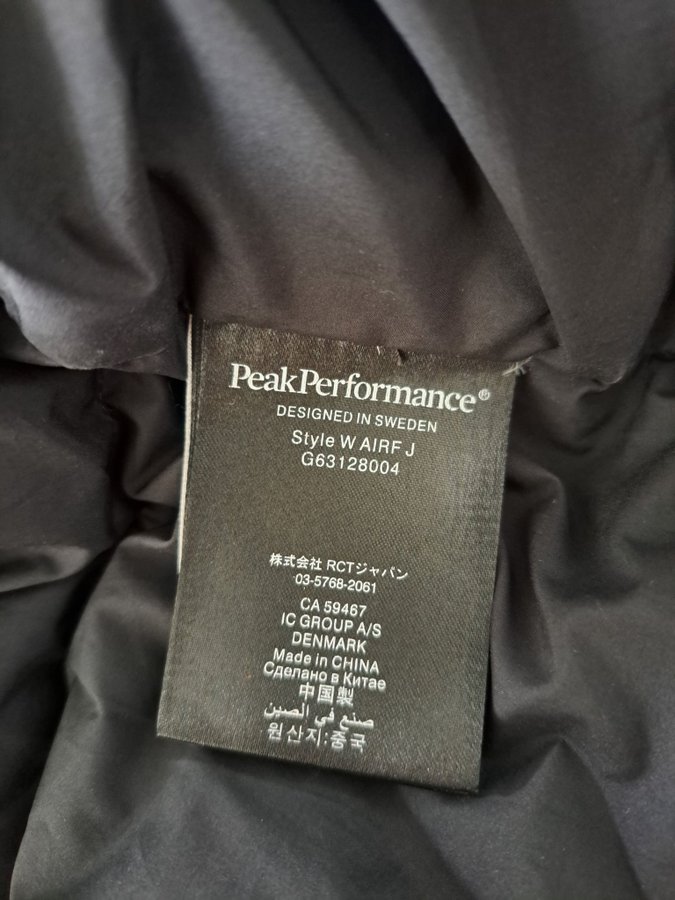 PeakPerformance®
DESIGNED IN SWEDEN
Style W AIRF J
G63128004
株式会社 RCTジャパン
03-5768-2061
CA 59467
IC GROUP A/S
DENMARK
Made in CHINA
Сделано в Китае
中国製
صنع في الصين
원산지:중국